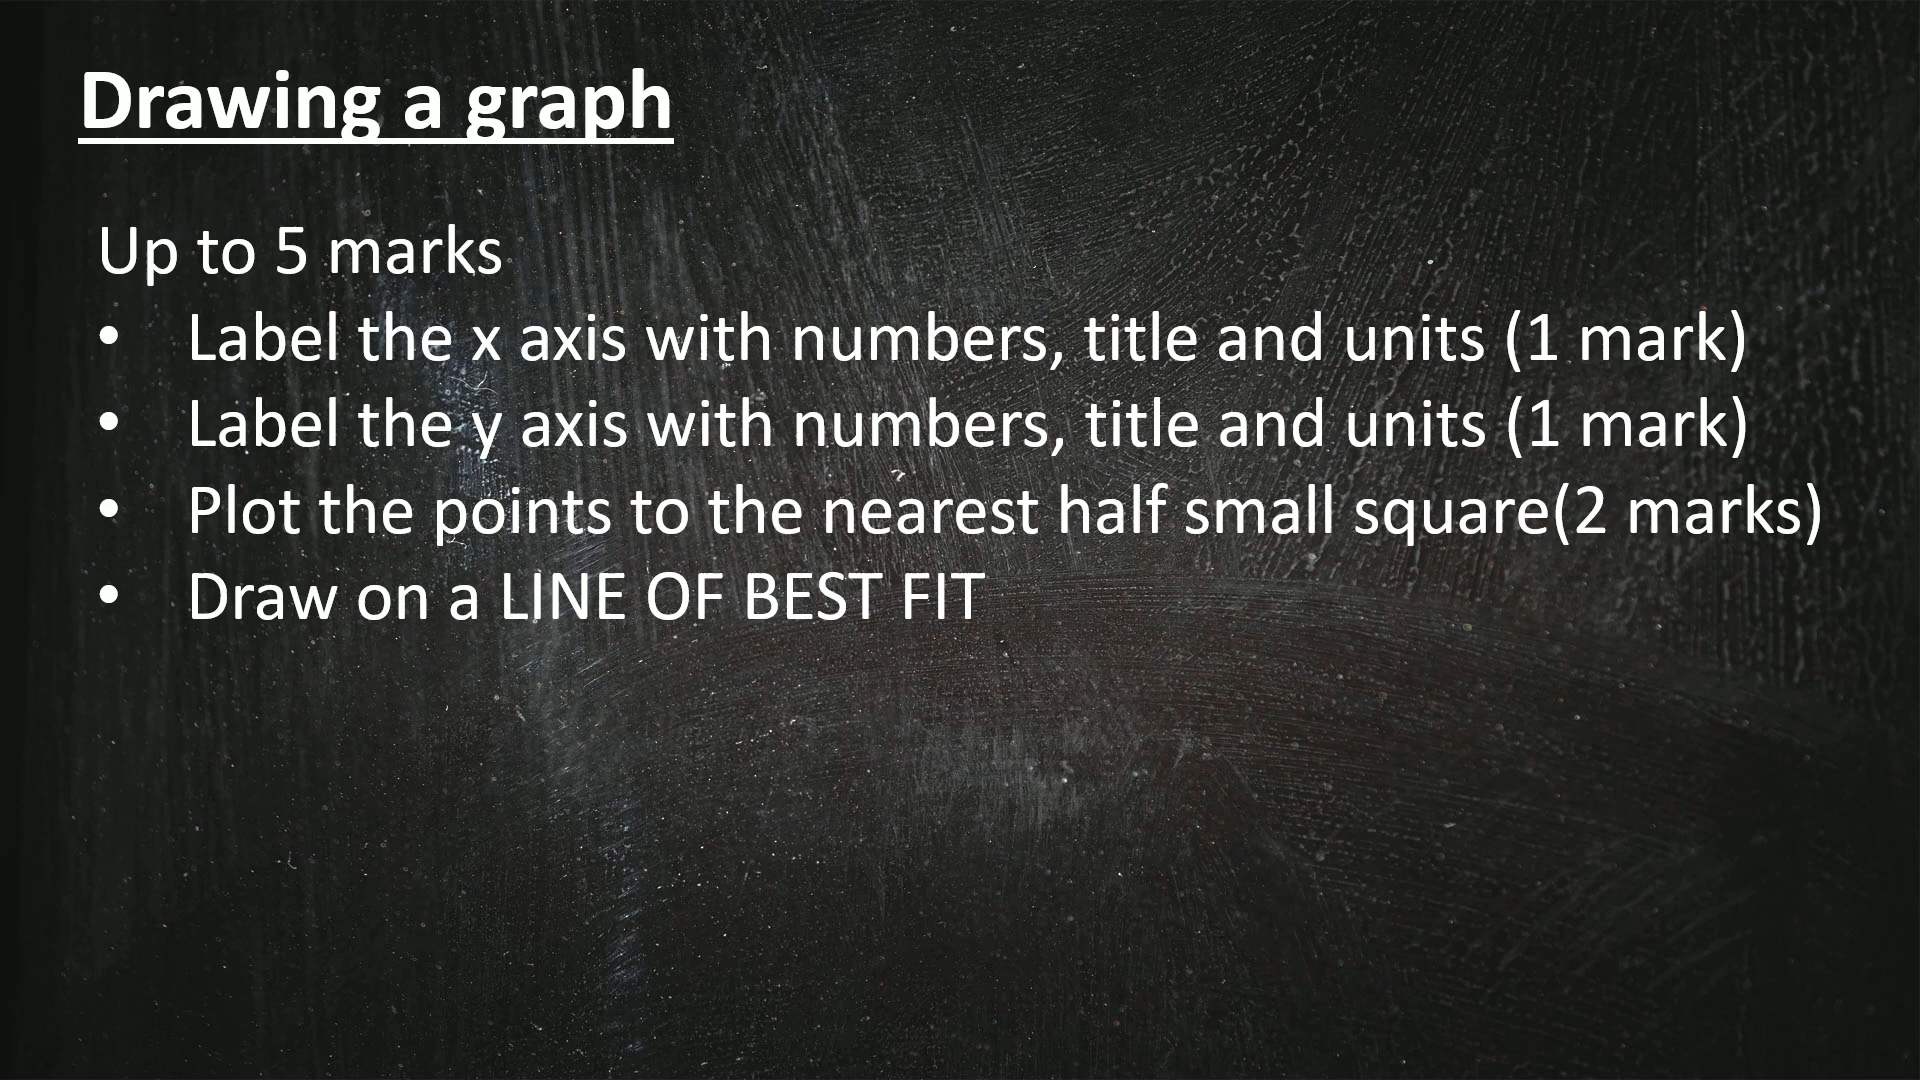 Drawing a graph
Up to 5 marks
• Label the x axis with numbers, title and units (1 mark)
• Label the y axis with numbers, title and units (1 mark)
• Plot the points to the nearest half small square(2 marks)
• Draw on a LINE OF BEST FIT